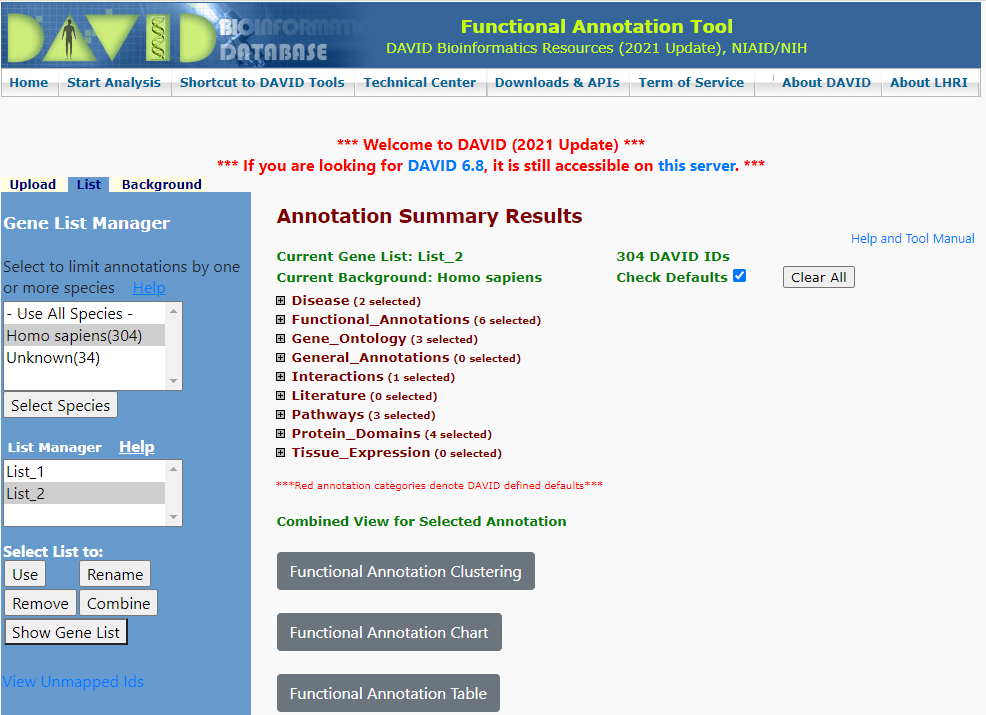 DAVID BIOINFORMATICS
DATABASE
Functional Annotation Tool
DAVID Bioinformatics Resources (2021 Update), NIAID/NIH
Home Start Analysis Shortcut to DAVID Tools Technical Center Downloads & APIs Term of Service About DAVID About LHRI
*** Welcome to DAVID (2021 Update) ***
*** If you are looking for DAVID 6.8, it is still accessible on this server. ***
Upload List Background
Gene List Manager
Select to limit annotations by one
or more species Help
- Use All Species -
Homo sapiens(304)
Unknown(34)
Select Species
List Manager Help
List_1
List_2
Select List to:
Use Rename
Remove Combine
Show Gene List
View Unmapped Ids
Annotation Summary Results
Help and Tool Manual
Current Gene List: List_2 304 DAVID IDs
Current Background: Homo sapiens Check Defaults Clear All
Disease (2 selected)
Functional_Annotations (6 selected)
Gene_Ontology (3 selected)
General_Annotations (0 selected)
Interactions (1 selected)
Literature (0 selected)
Pathways (3 selected)
Protein_Domains (4 selected)
Tissue_Expression (0 selected)
***Red annotation categories denote DAVID defined defaults***
Combined View for Selected Annotation
Functional Annotation Clustering
Functional Annotation Chart
Functional Annotation Table